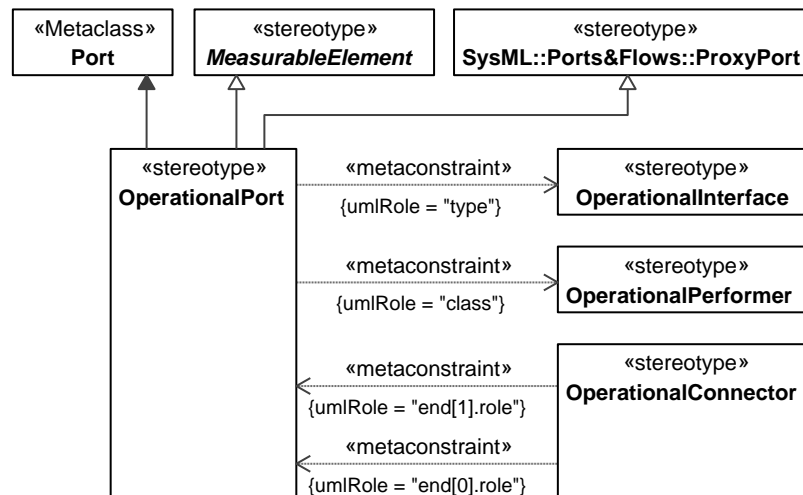 «Metaclass»
Port
«stereotype»
MeasurableElement
«stereotype»
SysML::Ports&Flows::ProxyPort
«stereotype»
OperationalPort
«metaconstraint»
{umlRole = "type"}
«stereotype»
OperationalInterface
«metaconstraint»
{umlRole = "class"}
«stereotype»
OperationalPerformer
«metaconstraint»
{umlRole = "end[1].role"}
«stereotype»
OperationalConnector
«metaconstraint»
{umlRole = "end[0].role"}